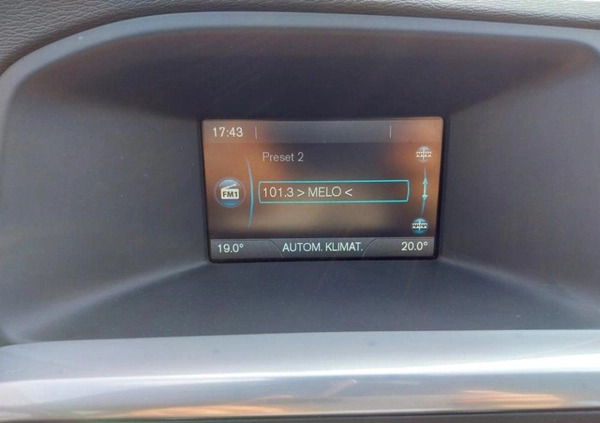 17:43
Preset 2
FM1
101.3 > MELO <
19.0° AUTOM. KLIMAT. 20.0°